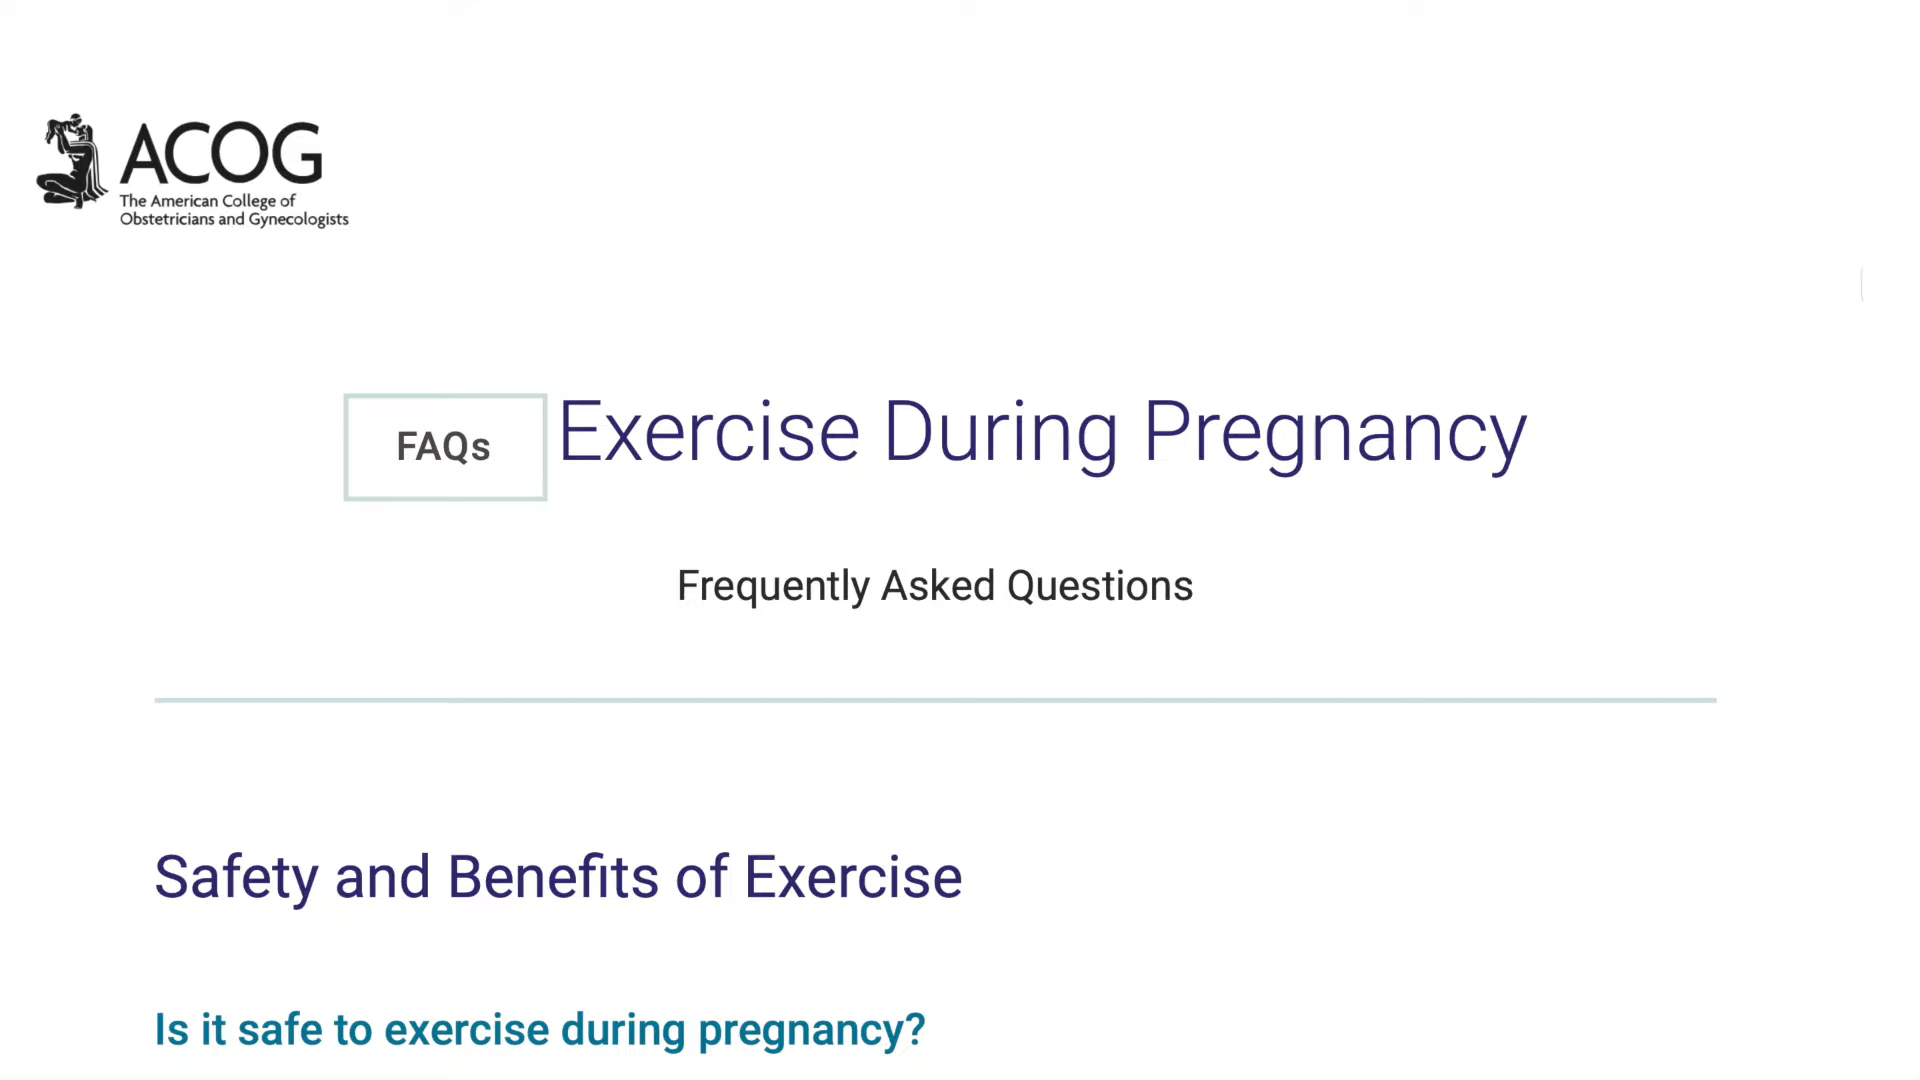 ACOG
The American College of
Obstetricians and Gynecologists
FAQs
Exercise During Pregnancy
Frequently Asked Questions
Safety and Benefits of Exercise
Is it safe to exercise during pregnancy?